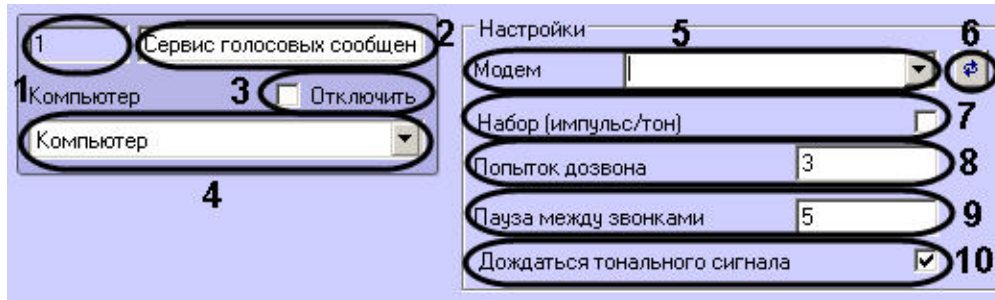 1
Сервис голосовых сообщен
2
1
Компьютер
3
Отключить
Компьютер
4
Настройки
5
6
Модем
7
Набор (импульс/тон)
Попыток дозвона
3
8
Пауза между звонками
5
9
Дождаться тонального сигнала
10